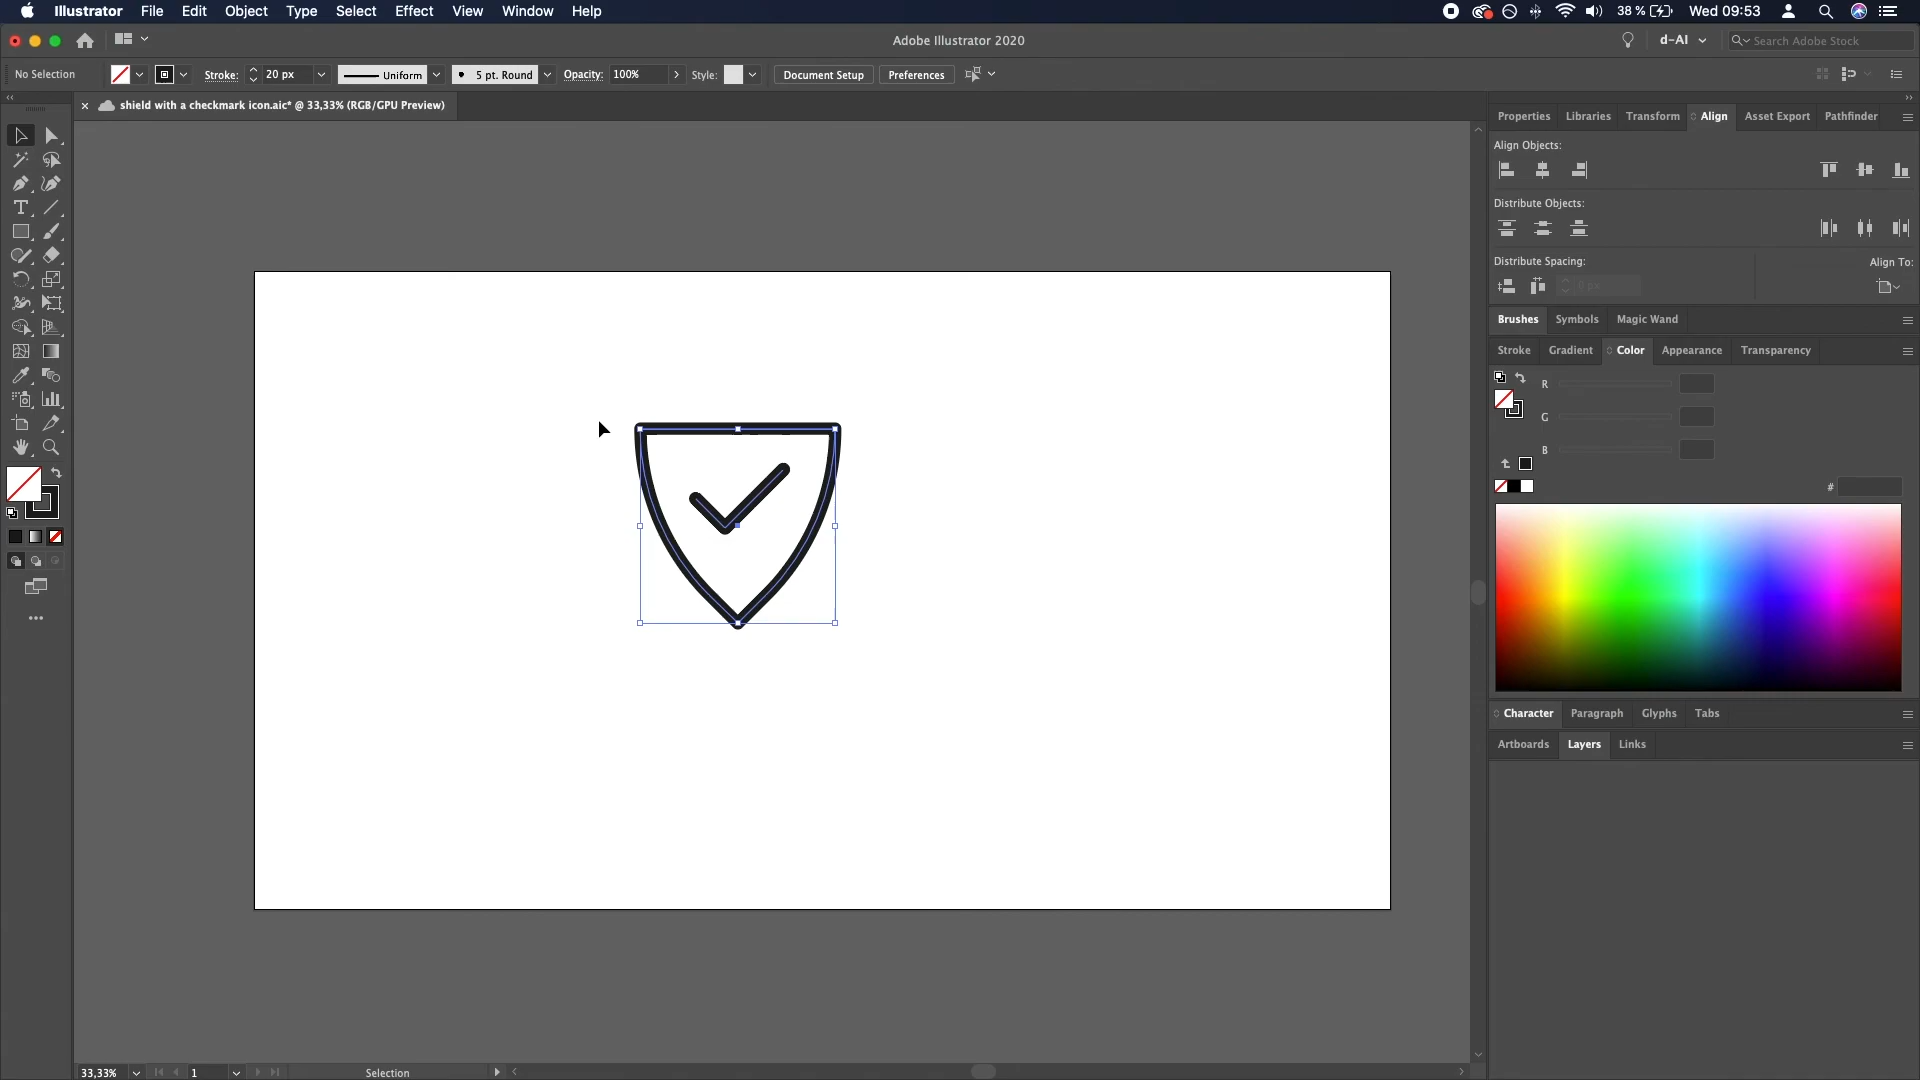 Illustrator File Edit Object Type Select Effect View Window Help
38 % Wed 09:53
Adobe Illustrator 2020
d-AI
Search Adobe Stock
No Selection
Stroke: 20 px Uniform 5 pt. Round Opacity: 100% Style: Document Setup Preferences
shield with a checkmark icon.aic* @ 33,33% (RGB/GPU Preview)
Properties Libraries Transform Align Asset Export Pathfinder
Align Objects:
Distribute Objects:
Distribute Spacing:
Align To:
0 px
Brushes Symbols Magic Wand
Stroke Gradient Color Appearance Transparency
R
G
B
#
Character Paragraph Glyphs Tabs
Artboards Layers Links
33,33% 1 Selection